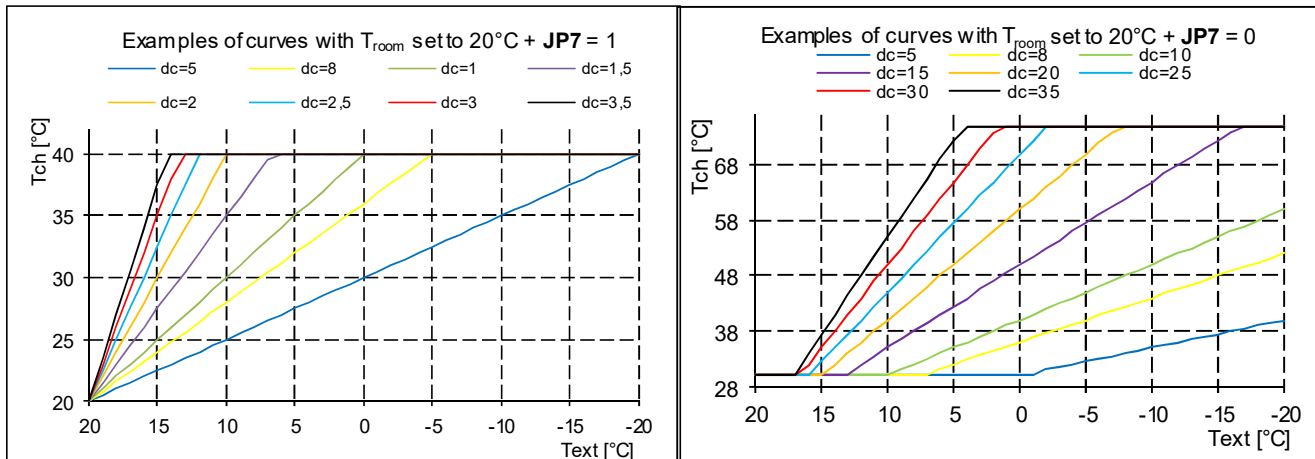 Examples of curves with Troom set to 20°C + JP7 = 1
dc=5 dc=8 dc=1 dc=1,5
dc=2 dc=2,5 dc=3 dc=3,5
Tch [°C]
40
35
30
25
20
20 15 10 5 0 -5 -10 -15 -20
Text [°C]
Examples of curves with Troom set to 20°C + JP7 = 0
dc=5 dc=8 dc=10
dc=15 dc=20 dc=25
dc=30 dc=35
Tch [°C]
68
58
48
38
28
20 15 10 5 0 -5 -10 -15 -20
Text [°C]